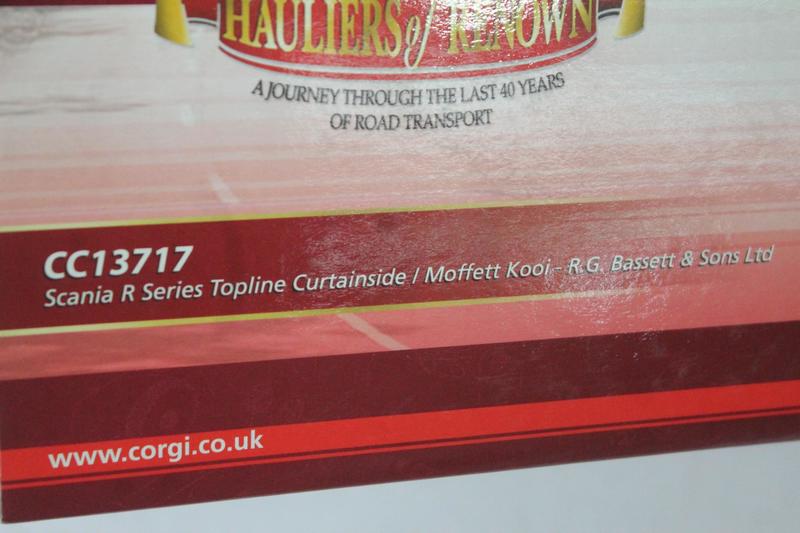 HAULIERS of RENOWN
A JOURNEY THROUGH THE LAST 40 YEARS
OF ROAD TRANSPORT
CC13717
Scania R Series Topline Curtainside / Moffett Kooi - R.G. Bassett & Sons Ltd
www.corgi.co.uk